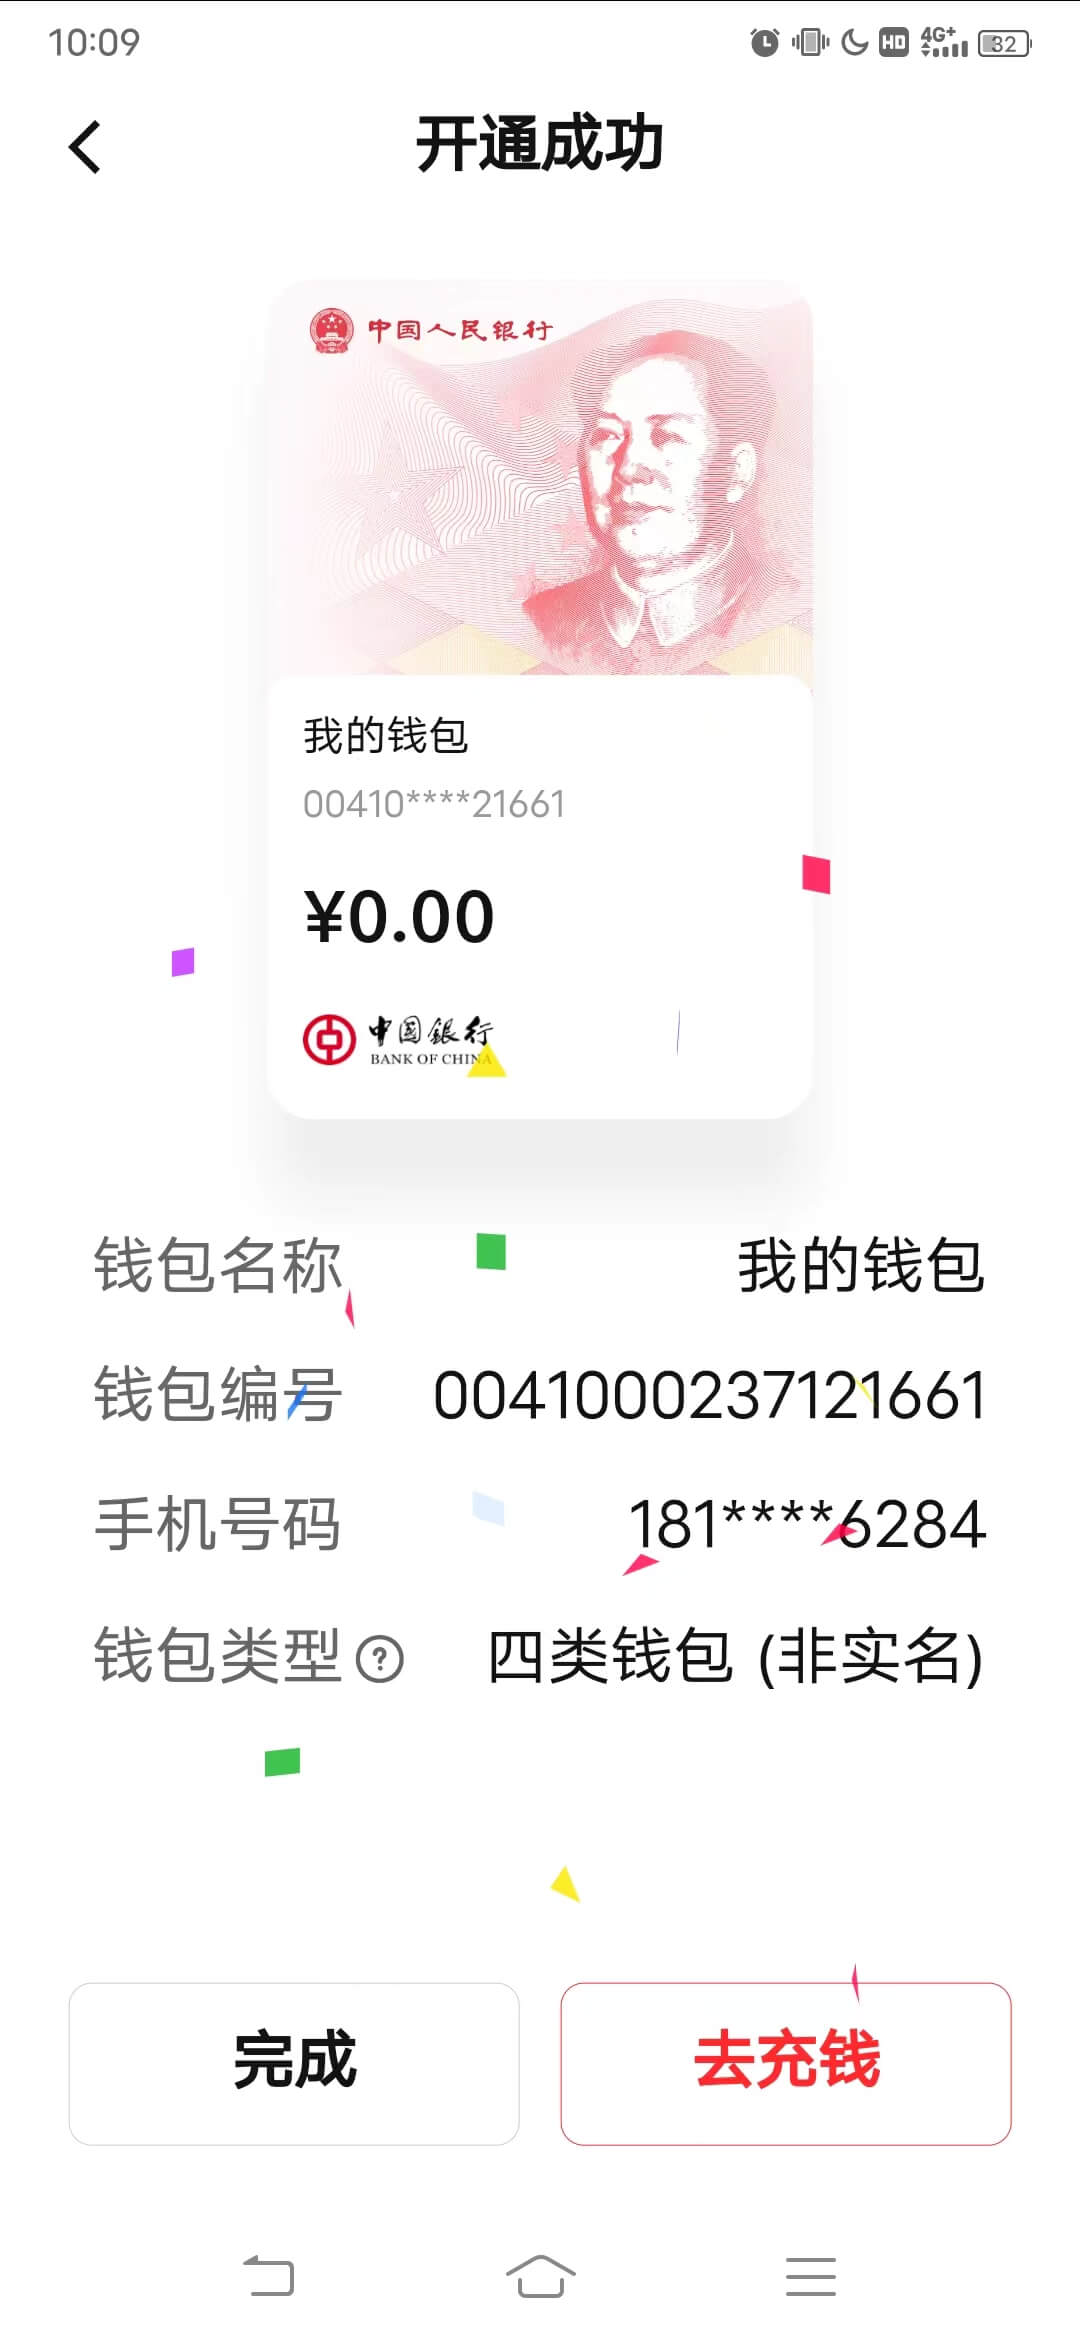 10:09
HD 4G+ 32
开通成功
中国人民银行
我的钱包
00410****21661
¥0.00
中国銀行
BANK OF CHINA
钱包名称 我的钱包
钱包编号 0041000237121661
手机号码 181****6284
钱包类型 ? 四类钱包 (非实名)
完成 去充钱